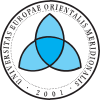 UNIVERSITAS EUROPAE ORIENTALIS MERIDIONALIS
· 2001 ·